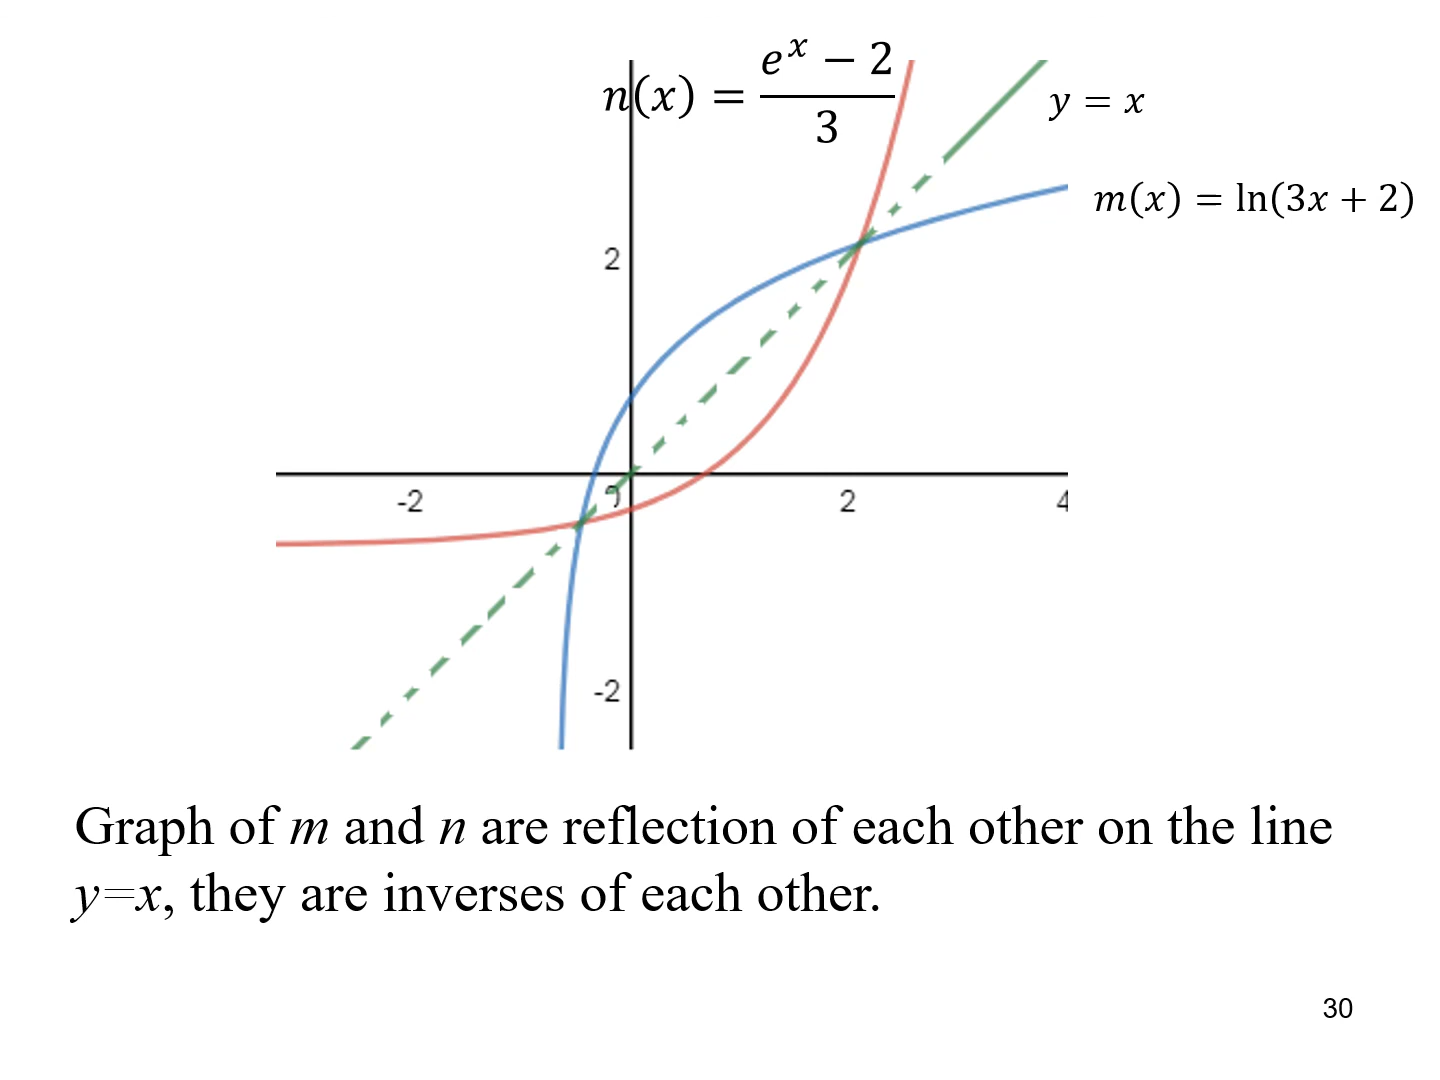 n(x) = (e^x − 2)/3
y = x
m(x) = ln(3x + 2)
2
-2
0
2
4
-2
Graph of m and n are reflection of each other on the line
y=x, they are inverses of each other.
30